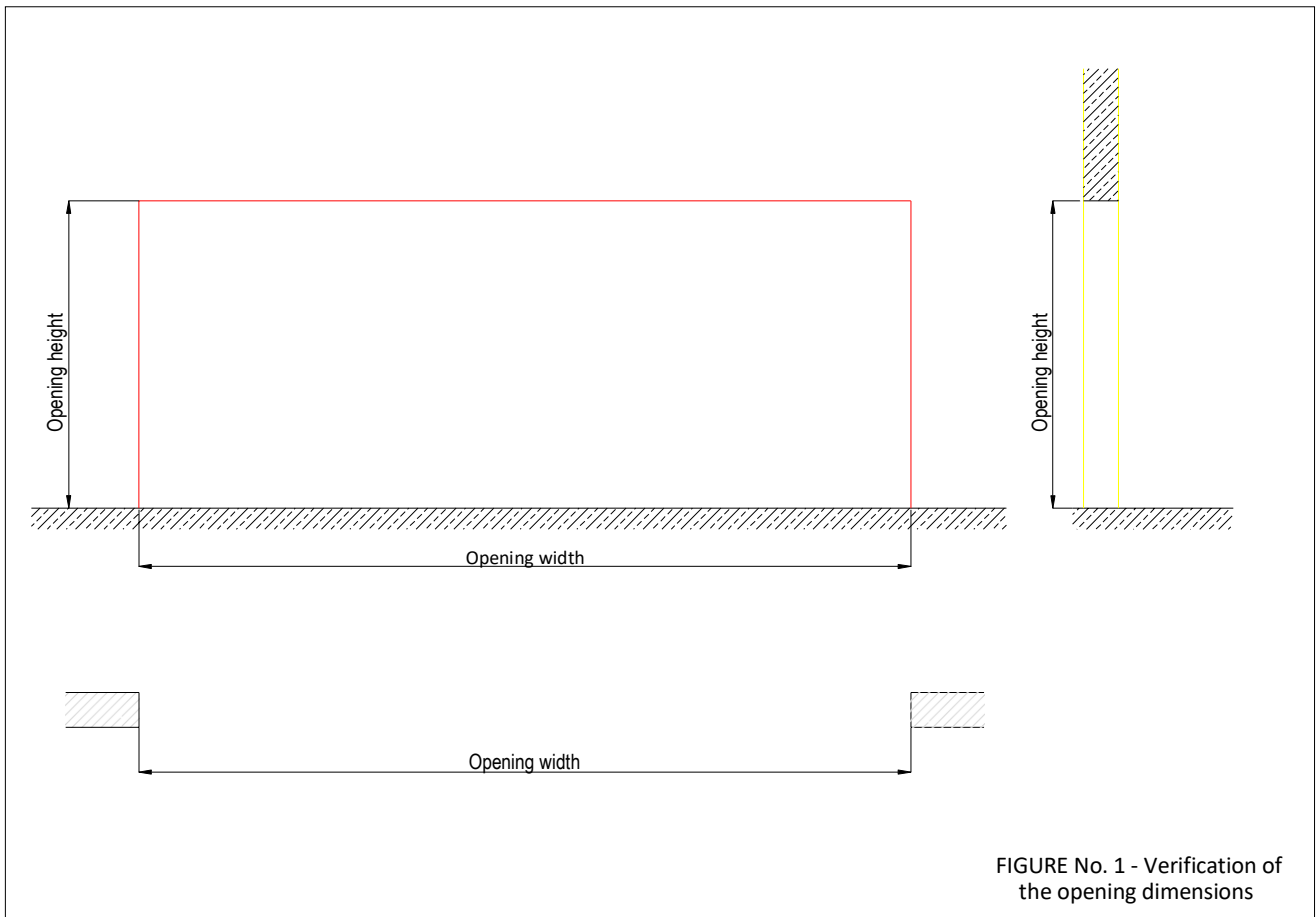 Opening height
Opening height
Opening width
Opening width
FIGURE No. 1 - Verification of
the opening dimensions